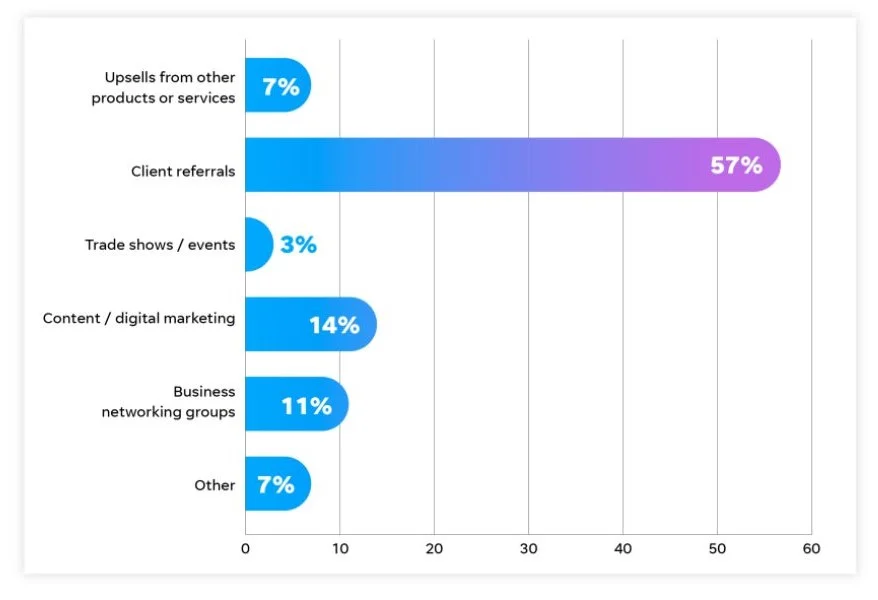 Upsells from other
products or services
7%
Client referrals
57%
Trade shows / events
3%
Content / digital marketing
14%
Business
networking groups
11%
Other
7%
0 10 20 30 40 50 60